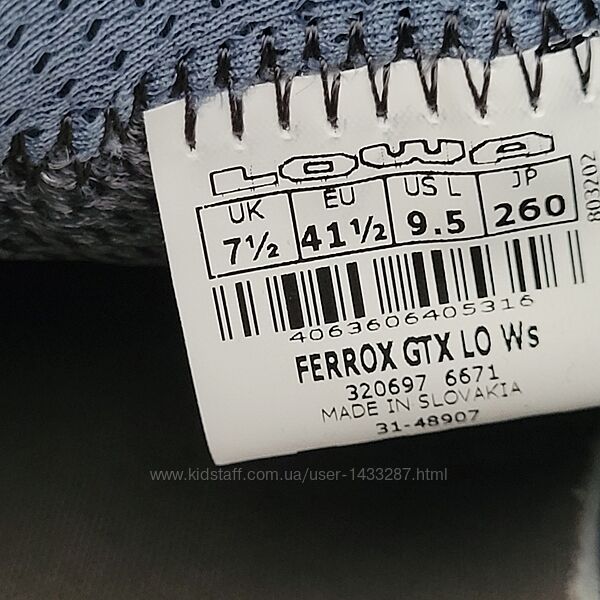 LOWA
UK EU US L JP
7½ 41½ 9.5 260
803202
4063606405316
FERROX GTX LO Ws
320697 6671
MADE IN SLOVAKIA
31-48907
www.kidstaff.com.ua/user-1433287.html